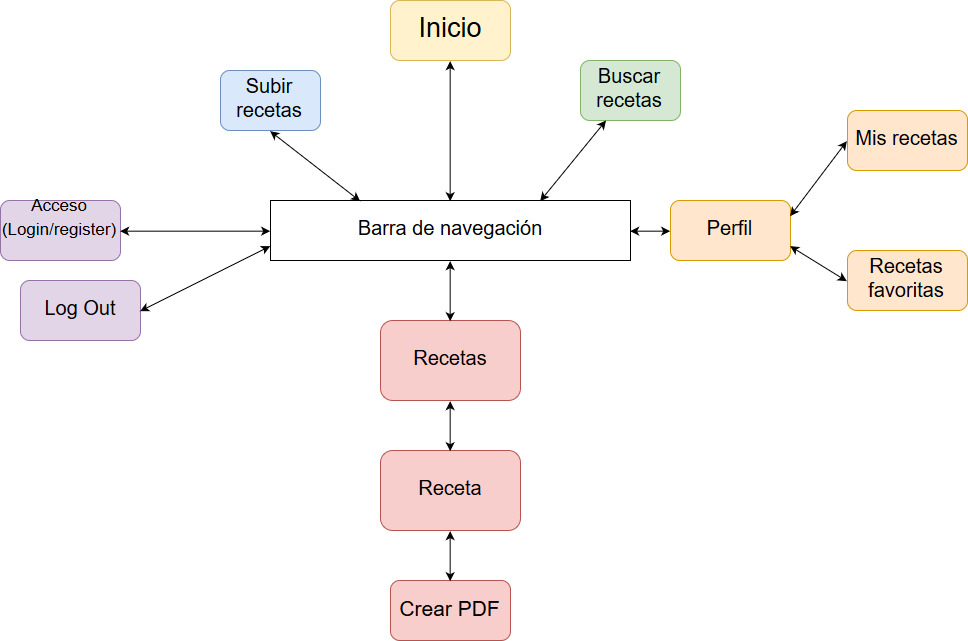 Inicio
Subir
recetas
Buscar
recetas
Mis recetas
Acceso
(Login/register)
Barra de navegación
Perfil
Recetas
favoritas
Log Out
Recetas
Receta
Crear PDF